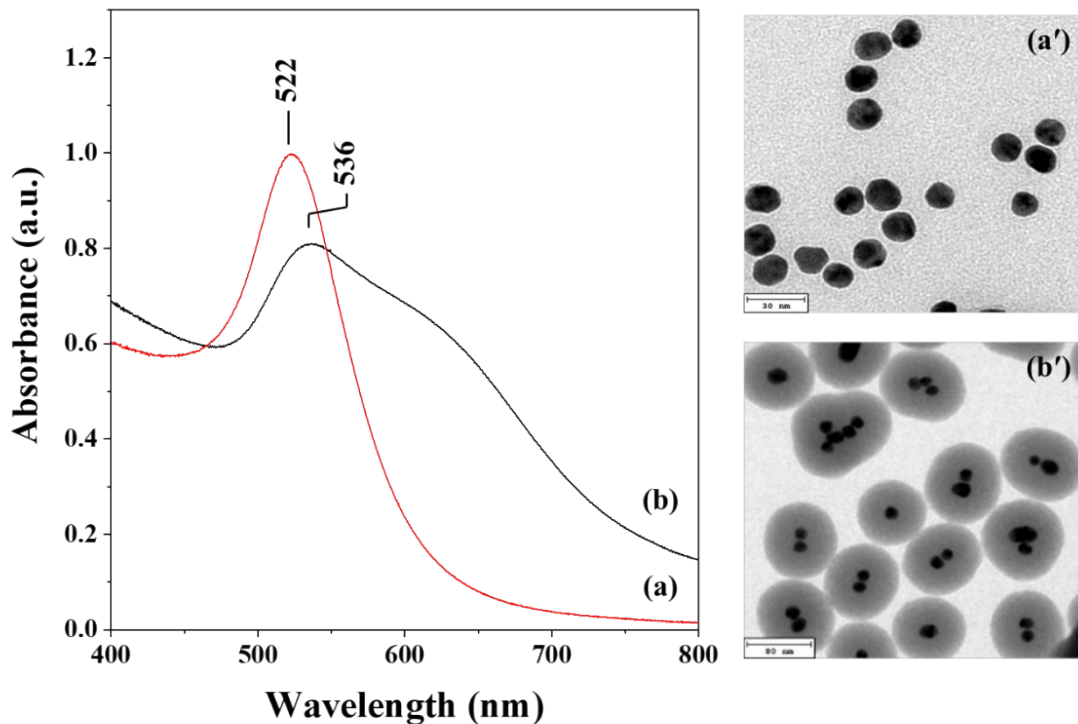 1.2
1.0
0.8
0.6
0.4
0.2
0.0
Absorbance (a.u.)
522
536
(b)
(a)
400 500 600 700 800
Wavelength (nm)
(a′)
30 nm
(b′)
80 nm